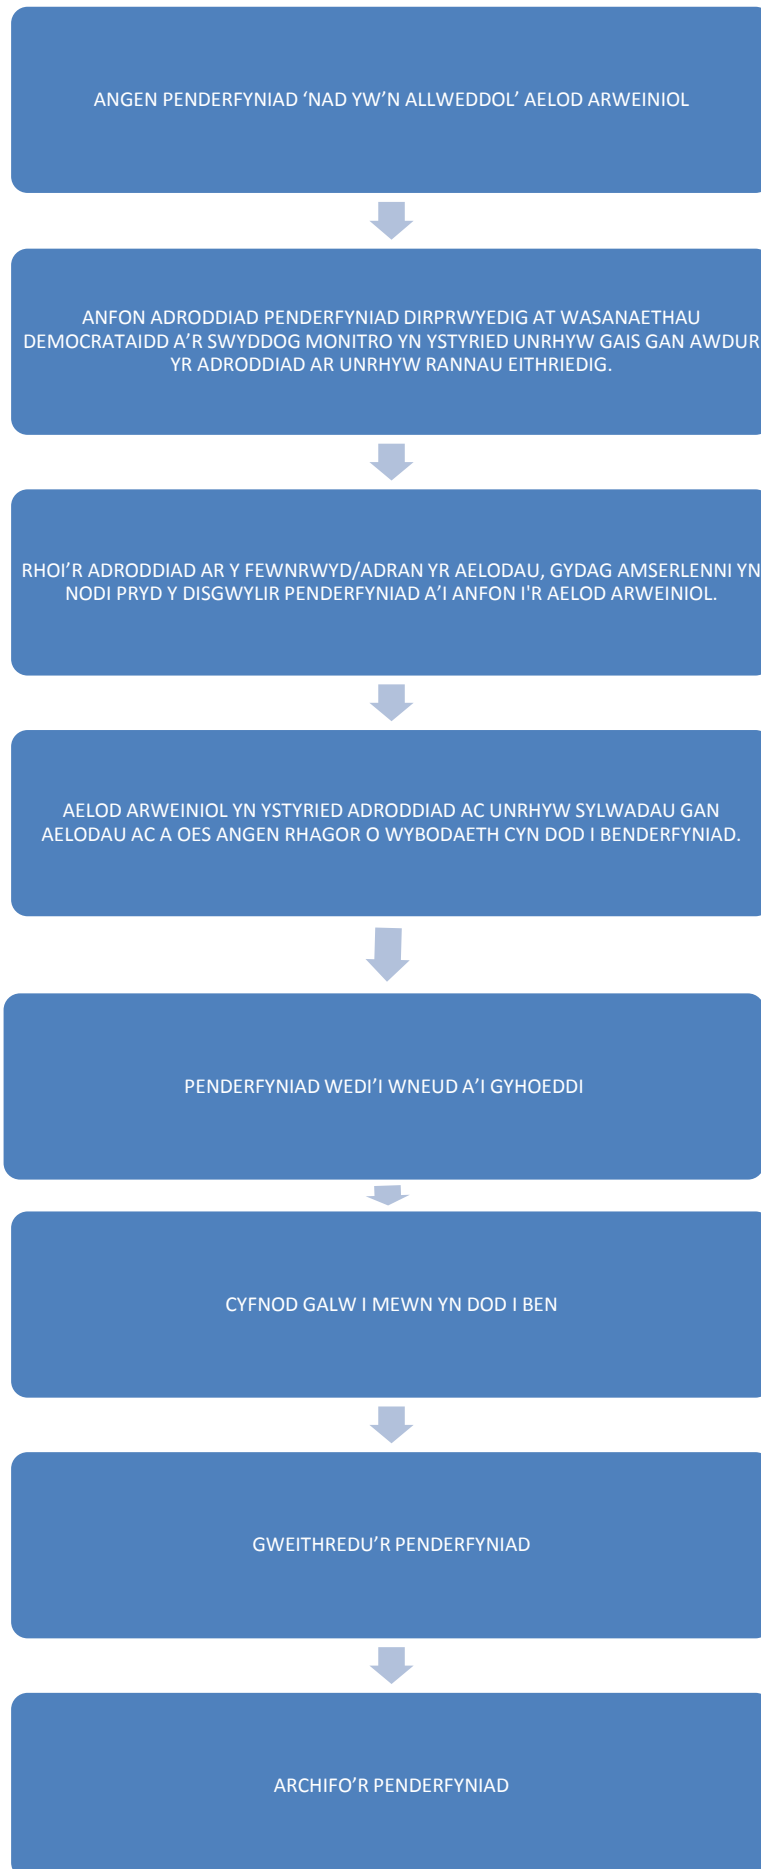 ANGEN PENDERFYNIAD ‘NAD YW’N ALLWEDDOL’ AELOD ARWEINIOL
ANFON ADRODDIAD PENDERFYNIAD DIRPRWYEDIG AT WASANAETHAU
DEMOCRATAIDD A’R SWYDDOG MONITRO YN YSTYRIED UNRHYW GAIS GAN AWDUR
YR ADRODDIAD AR UNRHYW RANNAU EITHRIEDIG.
RHOI’R ADRODDIAD AR Y FEWNRWYD/ADRAN YR AELODAU, GYDAG AMSERLENNI YN
NODI PRYD Y DISGWYLIR PENDERFYNIAD A’I ANFON I'R AELOD ARWEINIOL.
AELOD ARWEINIOL YN YSTYRIED ADRODDIAD AC UNRHYW SYLWADAU GAN
AELODAU AC A OES ANGEN RHAGOR O WYBODAETH CYN DOD I BENDERFYNIAD.
PENDERFYNIAD WEDI’I WNEUD A’I GYHOEDDI
CYFNOD GALW I MEWN YN DOD I BEN
GWEITHREDU’R PENDERFYNIAD
ARCHIFO’R PENDERFYNIAD